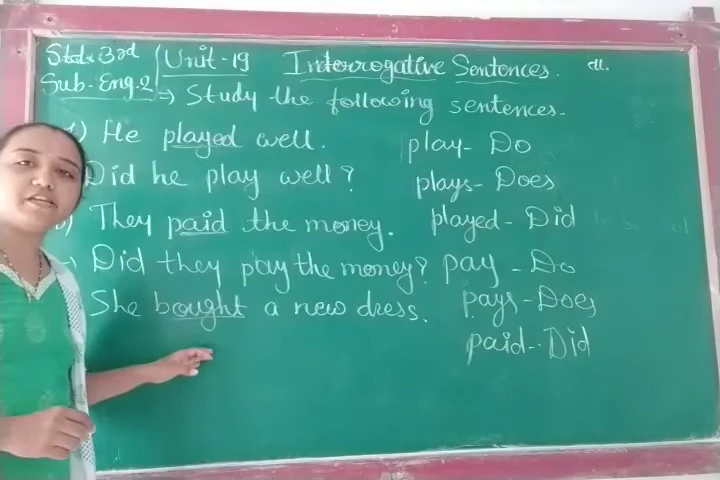 Std:- 3rd
Sub- Eng.2
Unit-19 Interrogative Sentences.
→ Study the following sentences..
) He played well.
Did he play well?
) They paid the money.
→ Did they pay the money?
She bought a new dress.
play- Do
plays- Does
played- Did
pay - Do
pays- Does
paid-- Did